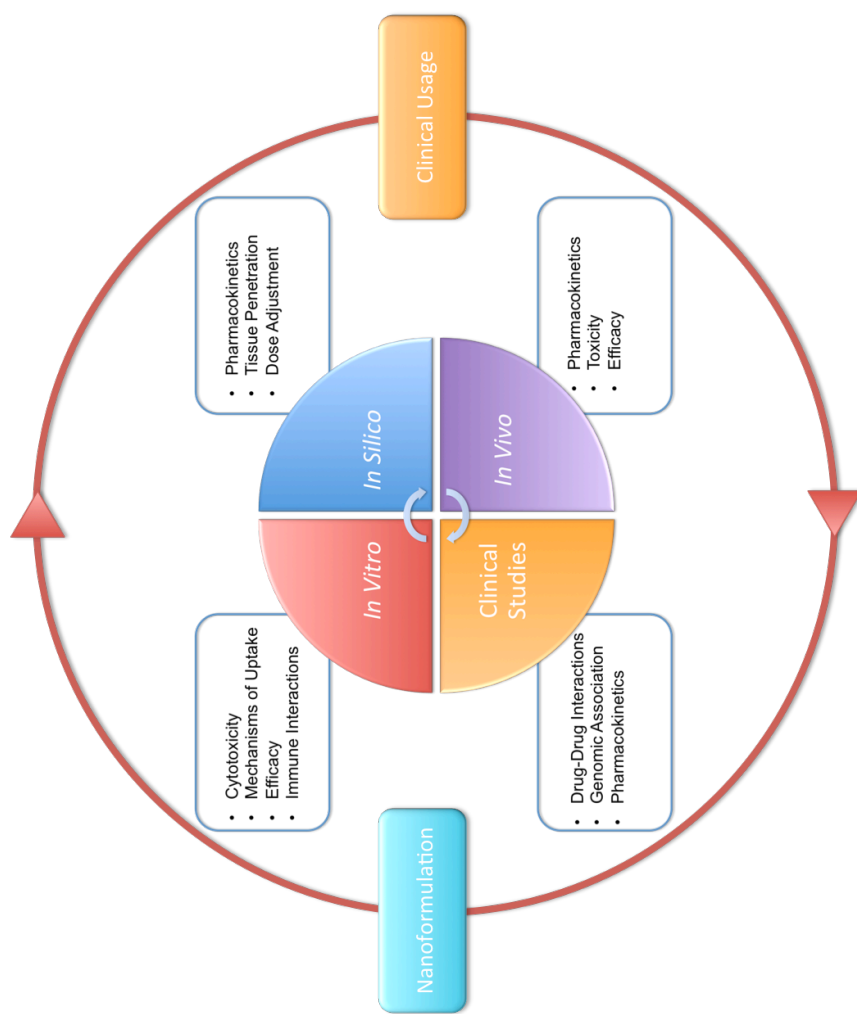 Cytotoxicity
Mechanisms of Uptake
Efficacy
Immune Interactions
Pharmacokinetics
Tissue Penetration
Dose Adjustment
In Vitro
In Silico
Nanoformulation
Clinical Usage
Clinical
Studies
In Vivo
Drug-Drug Interactions
Genomic Association
Pharmacokinetics
Pharmacokinetics
Toxicity
Efficacy